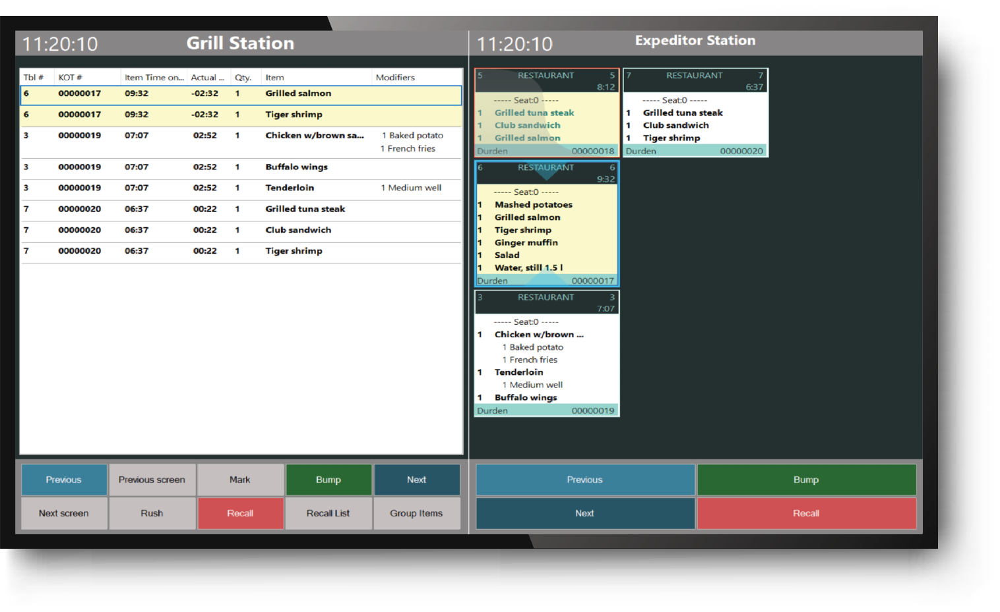 11:20:10 Grill Station
Tbl # KOT # Item Time on... Actual ... Qty. Item Modifiers
6 00000017 09:32 -02:32 1 Grilled salmon
6 00000017 09:32 -02:32 1 Tiger shrimp
3 00000019 07:07 02:52 1 Chicken w/brown sa... 1 Baked potato
1 French fries
3 00000019 07:07 02:52 1 Buffalo wings
3 00000019 07:07 02:52 1 Tenderloin 1 Medium well
7 00000020 06:37 00:22 1 Grilled tuna steak
7 00000020 06:37 00:22 1 Club sandwich
7 00000020 06:37 00:22 1 Tiger shrimp
Previous Previous screen Mark Bump Next
Next screen Rush Recall Recall List Group Items
11:20:10 Expeditor Station
5 RESTAURANT 5
8:12
----- Seat:0 -----
1 Grilled tuna steak
1 Club sandwich
1 Grilled salmon
Durden 00000018
7 RESTAURANT 7
6:37
----- Seat:0 -----
1 Grilled tuna steak
1 Club sandwich
1 Tiger shrimp
Durden 00000020
6 RESTAURANT 6
9:32
----- Seat:0 -----
1 Mashed potatoes
1 Grilled salmon
1 Tiger shrimp
1 Ginger muffin
1 Salad
1 Water, still 1.5 l
Durden 00000017
3 RESTAURANT 3
7:07
----- Seat:0 -----
1 Chicken w/brown ...
1 Baked potato
1 French fries
1 Tenderloin
1 Medium well
1 Buffalo wings
Durden 00000019
Previous Bump
Next Recall